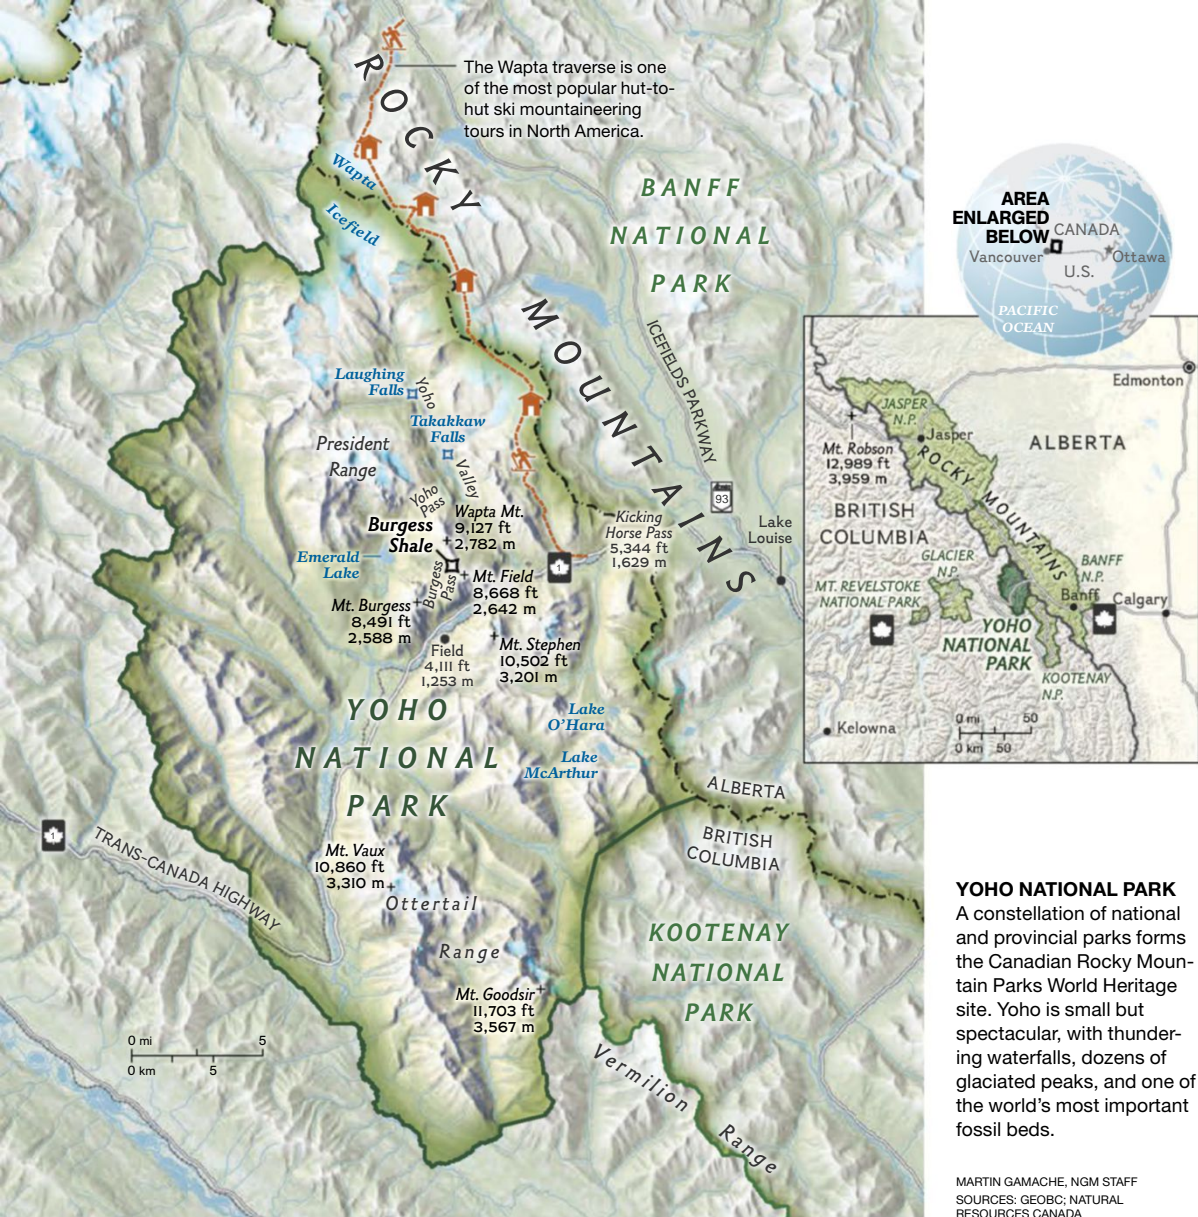 The Wapta traverse is one
of the most popular hut-to-
hut ski mountaineering
tours in North America.
ROCKY MOUNTAINS
Wapta
Icefield
BANFF
NATIONAL
PARK
ICEFIELDS PARKWAY
93
Laughing
Falls
Yoho
Valley
Takakkaw
Falls
President
Range
Yoho
Pass
Burgess
Shale
Wapta Mt.
9,127 ft
2,782 m
Kicking
Horse Pass
5,344 ft
1,629 m
Lake
Louise
1
Emerald
Lake
Burgess
Pass
Mt. Field
8,668 ft
2,642 m
Mt. Burgess
8,491 ft
2,588 m
Field
4,111 ft
1,253 m
Mt. Stephen
10,502 ft
3,201 m
YOHO
NATIONAL
PARK
Lake
O’Hara
Lake
McArthur
ALBERTA
BRITISH
COLUMBIA
1
TRANS-CANADA HIGHWAY
Mt. Vaux
10,860 ft
3,310 m
Ottertail
Range
Mt. Goodsir
11,703 ft
3,567 m
KOOTENAY
NATIONAL
PARK
Vermilion
Range
0 mi 5
0 km 5
AREA
ENLARGED
BELOW
CANADA
Vancouver
Ottawa
U.S.
PACIFIC
OCEAN
Edmonton
JASPER
N.P.
Jasper
Mt. Robson
12,989 ft
3,959 m
ALBERTA
ROCKY MOUNTAINS
BRITISH
COLUMBIA
GLACIER
N.P.
BANFF
N.P.
MT. REVELSTOKE
NATIONAL PARK
Banff
Calgary
YOHO
NATIONAL
PARK
KOOTENAY
N.P.
Kelowna
0 mi 50
0 km 50
YOHO NATIONAL PARK
A constellation of national
and provincial parks forms
the Canadian Rocky Moun-
tain Parks World Heritage
site. Yoho is small but
spectacular, with thunder-
ing waterfalls, dozens of
glaciated peaks, and one of
the world’s most important
fossil beds.
MARTIN GAMACHE, NGM STAFF
SOURCES: GEOBC; NATURAL
RESOURCES CANADA